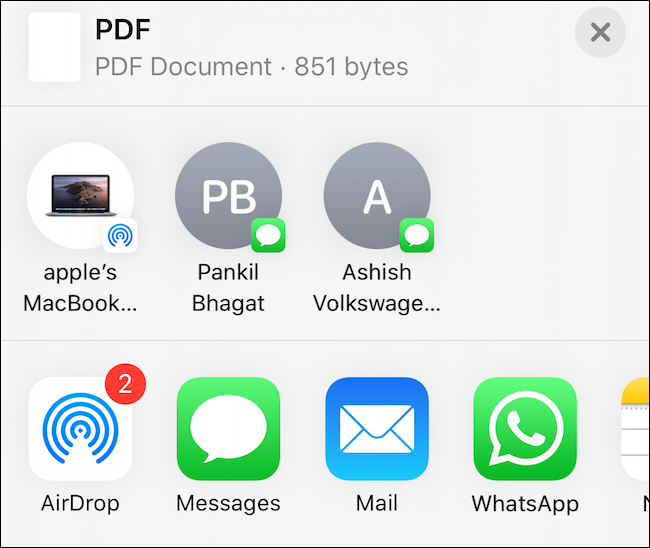 PDF
PDF Document · 851 bytes
PB
A
apple’s
MacBook...
Pankil
Bhagat
Ashish
Volkswage...
2
AirDrop
Messages
Mail
WhatsApp